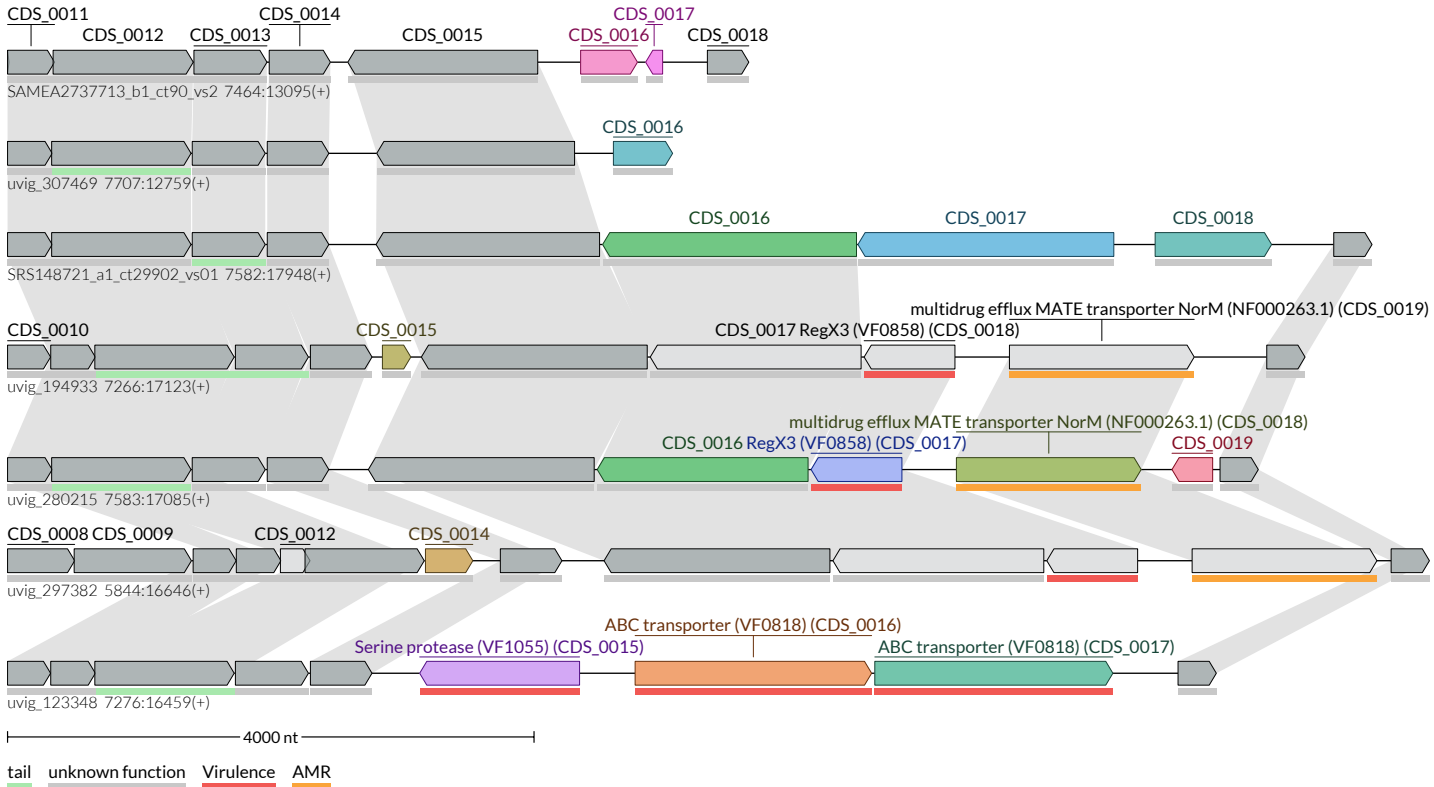 CDS_0011 CDS_0014 CDS_0017
CDS_0012 CDS_0013 CDS_0015 CDS_0016 CDS_0018
SAMEA2737713_b1_ct90_vs2 7464:13095(+)
CDS_0016
uvig_307469 7707:12759(+)
CDS_0016 CDS_0017 CDS_0018
SRS148721_a1_ct29902_vs01 7582:17948(+)
multidrug efflux MATE transporter NorM (NF000263.1) (CDS_0019)
CDS_0010 CDS_0015 CDS_0017 RegX3 (VF0858) (CDS_0018)
uvig_194933 7266:17123(+)
multidrug efflux MATE transporter NorM (NF000263.1) (CDS_0018)
CDS_0016 RegX3 (VF0858) (CDS_0017) CDS_0019
uvig_280215 7583:17085(+)
CDS_0008 CDS_0009 CDS_0012 CDS_0014
uvig_297382 5844:16646(+)
ABC transporter (VF0818) (CDS_0016)
Serine protease (VF1055) (CDS_0015) ABC transporter (VF0818) (CDS_0017)
uvig_123348 7276:16459(+)
4000 nt
tail unknown function Virulence AMR